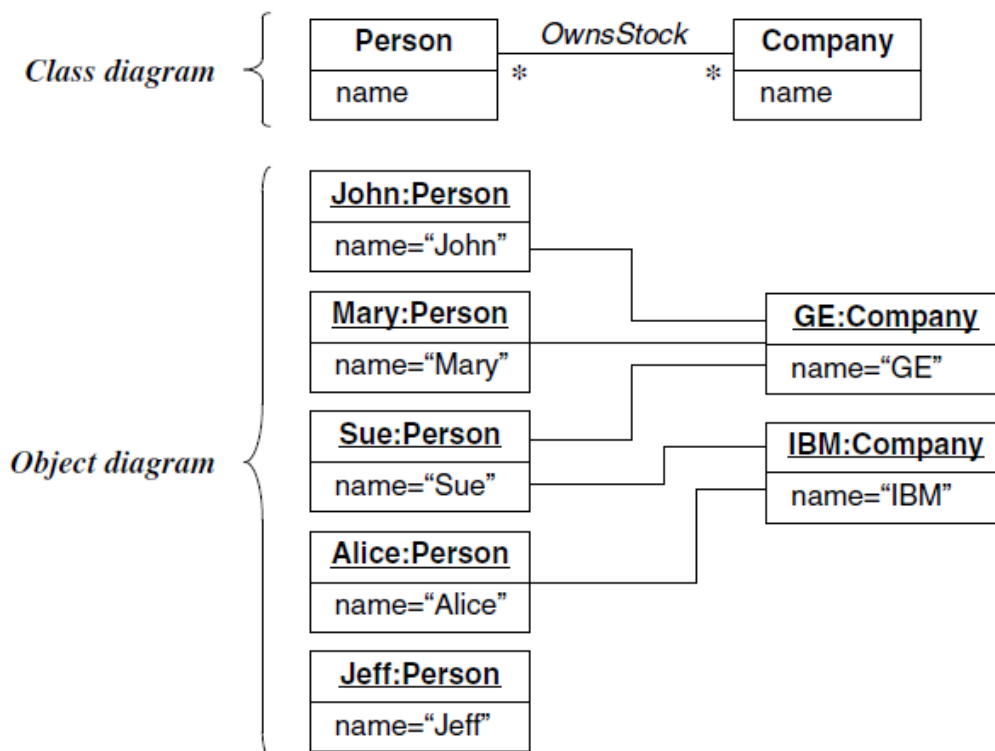 Class diagram
Person
OwnsStock
Company
*
*
name
name
Object diagram
John:Person
name=“John”
Mary:Person
name=“Mary”
Sue:Person
name=“Sue”
Alice:Person
name=“Alice”
Jeff:Person
name=“Jeff”
GE:Company
name=“GE”
IBM:Company
name=“IBM”